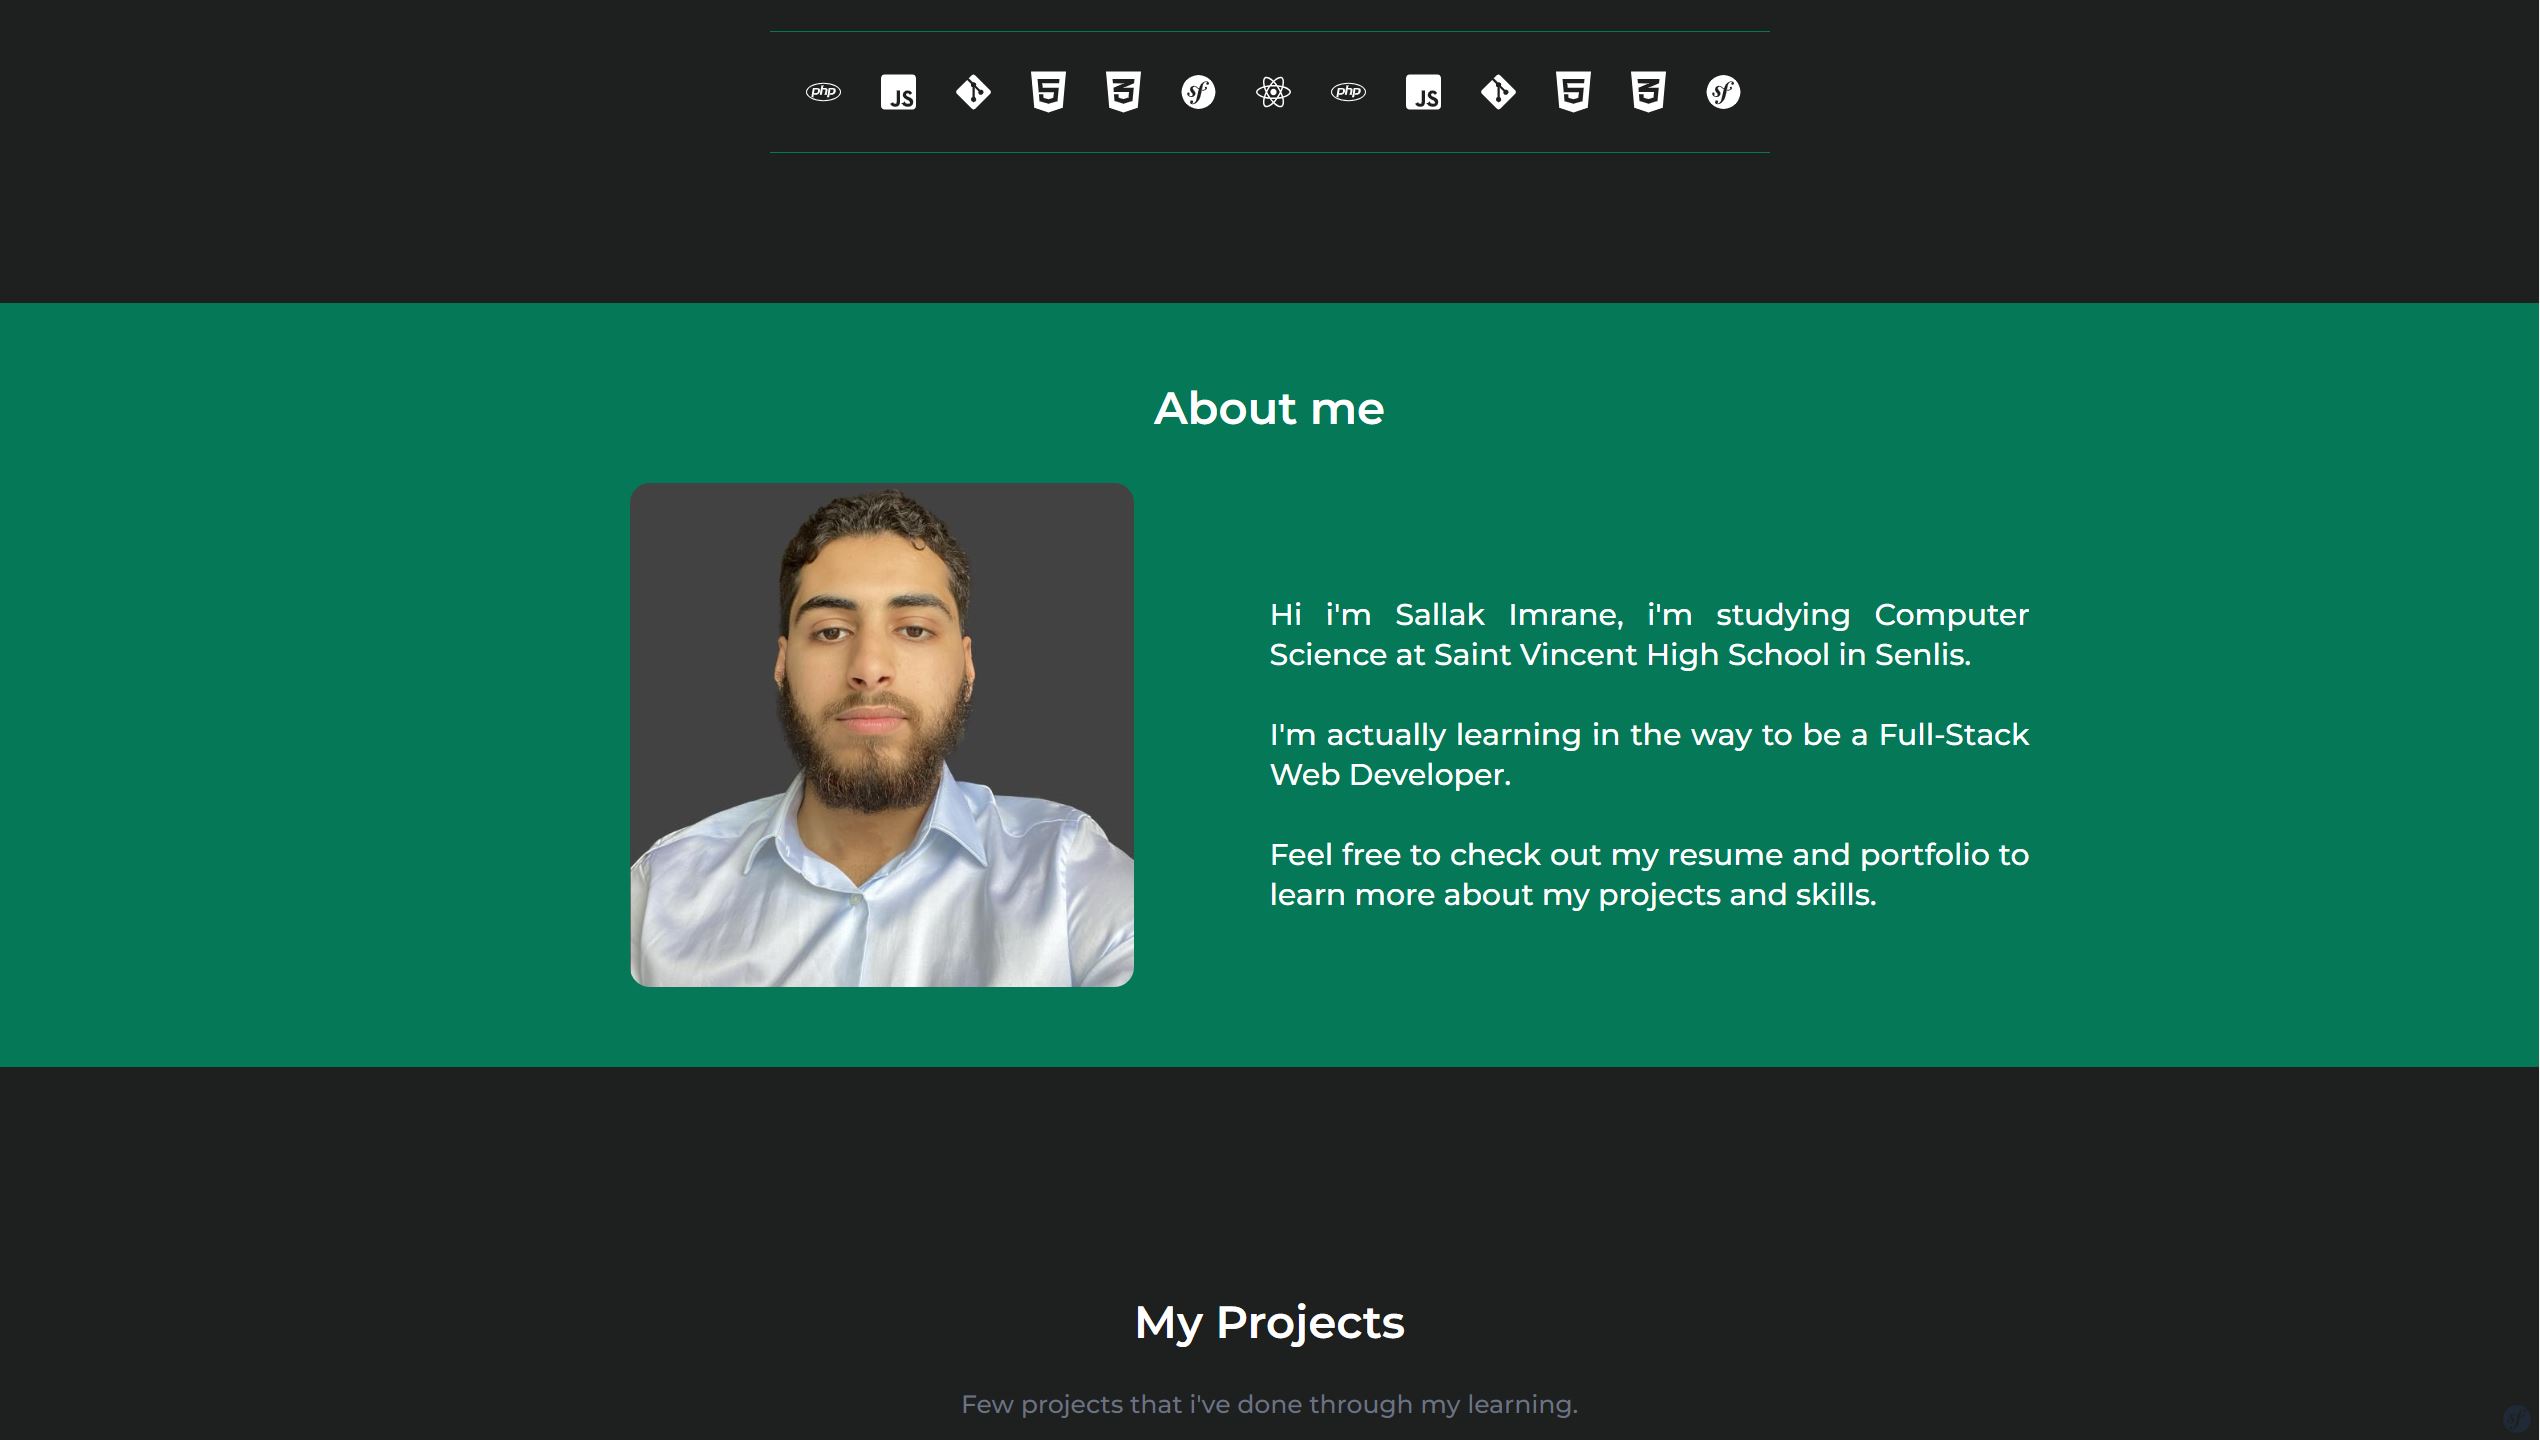 php JS 5 3 sf php JS 5 3 sf
About me
Hi i'm Sallak Imrane, i'm studying Computer
Science at Saint Vincent High School in Senlis.
I'm actually learning in the way to be a Full-Stack
Web Developer.
Feel free to check out my resume and portfolio to
learn more about my projects and skills.
My Projects
Few projects that i've done through my learning.
sf